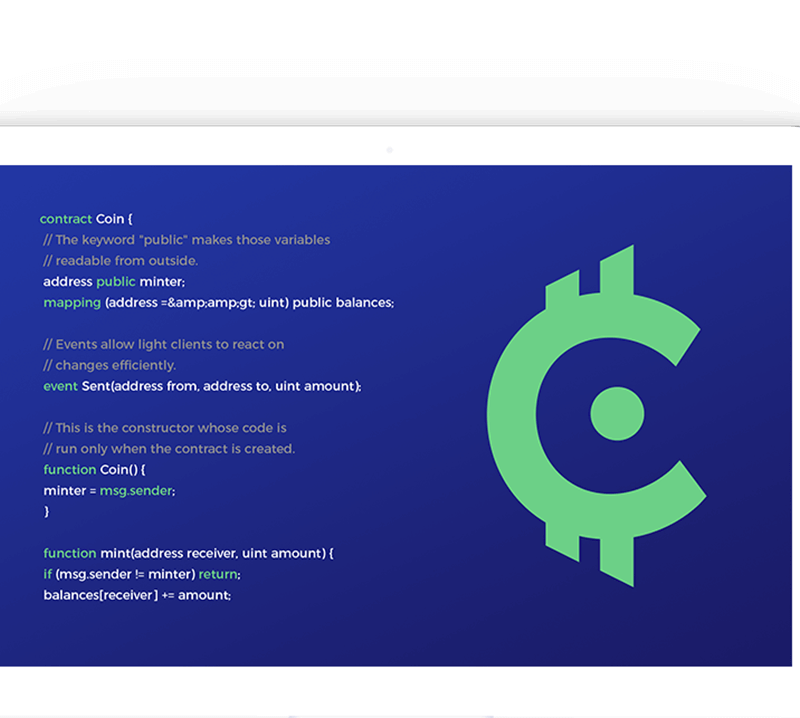 contract Coin {
// The keyword "public" makes those variables
// readable from outside.
address public minter;
mapping (address =&amp;amp;gt; uint) public balances;
// Events allow light clients to react on
// changes efficiently.
event Sent(address from, address to, uint amount);
// This is the constructor whose code is
// run only when the contract is created.
function Coin() {
minter = msg.sender;
}
function mint(address receiver, uint amount) {
if (msg.sender != minter) return;
balances[receiver] += amount;